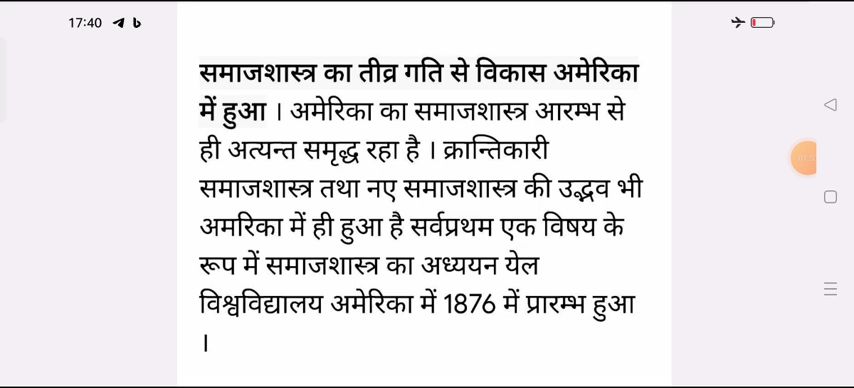 17:40
समाजशास्त्र का तीव्र गति से विकास अमेरिका
में हुआ । अमेरिका का समाजशास्त्र आरम्भ से
ही अत्यन्त समृद्ध रहा है । क्रान्तिकारी
समाजशास्त्र तथा नए समाजशास्त्र की उद्भव भी
अमरिका में ही हुआ है सर्वप्रथम एक विषय के
रूप में समाजशास्त्र का अध्ययन येल
विश्वविद्यालय अमेरिका में 1876 में प्रारम्भ हुआ
।